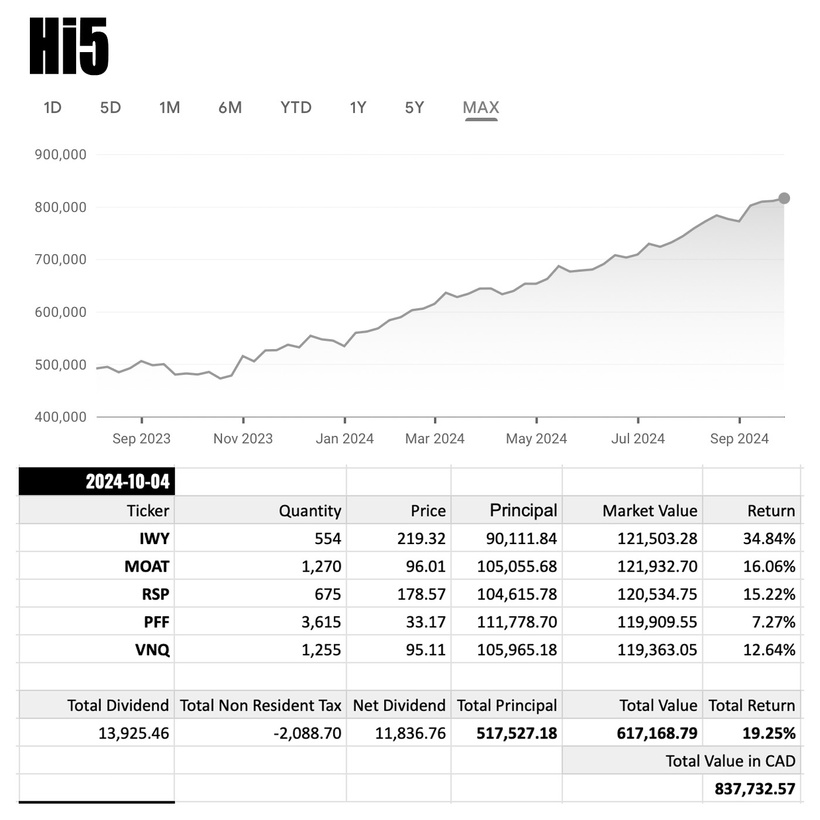 Hi5
1D 5D 1M 6M YTD 1Y 5Y MAX
900,000
800,000
700,000
600,000
500,000
400,000
Sep 2023 Nov 2023 Jan 2024 Mar 2024 May 2024 Jul 2024 Sep 2024
2024-10-04
Ticker Quantity Price Principal Market Value Return
IWY 554 219.32 90,111.84 121,503.28 34.84%
MOAT 1,270 96.01 105,055.68 121,932.70 16.06%
RSP 675 178.57 104,615.78 120,534.75 15.22%
PFF 3,615 33.17 111,778.70 119,909.55 7.27%
VNQ 1,255 95.11 105,965.18 119,363.05 12.64%
Total Dividend Total Non Resident Tax Net Dividend Total Principal Total Value Total Return
13,925.46 -2,088.70 11,836.76 517,527.18 617,168.79 19.25%
Total Value in CAD
837,732.57